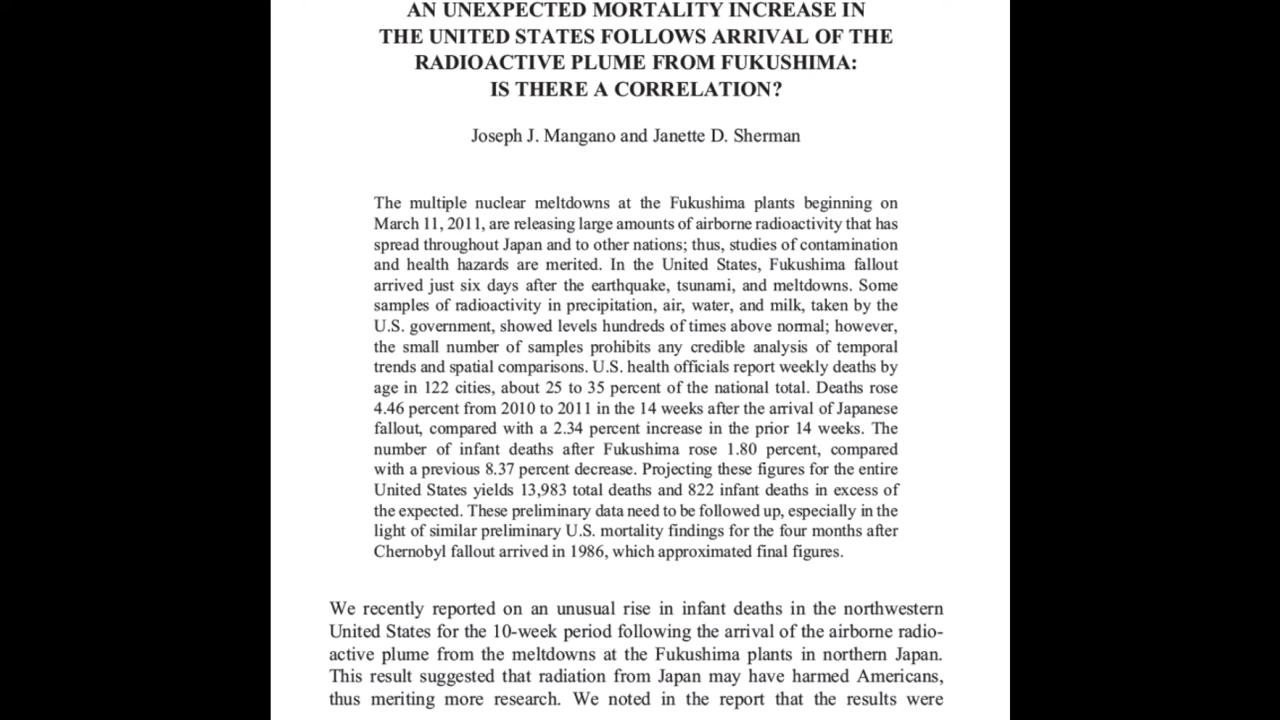 AN UNEXPECTED MORTALITY INCREASE IN
THE UNITED STATES FOLLOWS ARRIVAL OF THE
RADIOACTIVE PLUME FROM FUKUSHIMA:
IS THERE A CORRELATION?
Joseph J. Mangano and Janette D. Sherman
The multiple nuclear meltdowns at the Fukushima plants beginning on
March 11, 2011, are releasing large amounts of airborne radioactivity that has
spread throughout Japan and to other nations; thus, studies of contamination
and health hazards are merited. In the United States, Fukushima fallout
arrived just six days after the earthquake, tsunami, and meltdowns. Some
samples of radioactivity in precipitation, air, water, and milk, taken by the
U.S. government, showed levels hundreds of times above normal; however,
the small number of samples prohibits any credible analysis of temporal
trends and spatial comparisons. U.S. health officials report weekly deaths by
age in 122 cities, about 25 to 35 percent of the national total. Deaths rose
4.46 percent from 2010 to 2011 in the 14 weeks after the arrival of Japanese
fallout, compared with a 2.34 percent increase in the prior 14 weeks. The
number of infant deaths after Fukushima rose 1.80 percent, compared
with a previous 8.37 percent decrease. Projecting these figures for the entire
United States yields 13,983 total deaths and 822 infant deaths in excess of
the expected. These preliminary data need to be followed up, especially in the
light of similar preliminary U.S. mortality findings for the four months after
Chernobyl fallout arrived in 1986, which approximated final figures.
We recently reported on an unusual rise in infant deaths in the northwestern
United States for the 10-week period following the arrival of the airborne radio-
active plume from the meltdowns at the Fukushima plants in northern Japan.
This result suggested that radiation from Japan may have harmed Americans,
thus meriting more research. We noted in the report that the results were